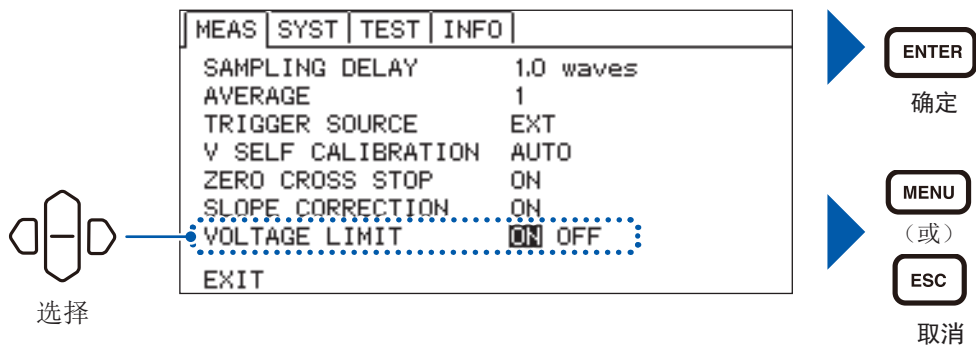 MEAS SYST TEST INFO
SAMPLING DELAY 1.0 waves
AVERAGE 1
TRIGGER SOURCE EXT
V SELF CALIBRATION AUTO
ZERO CROSS STOP ON
SLOPE CORRECTION ON
VOLTAGE LIMIT ON OFF
EXIT
选择
ENTER
确定
MENU
（或）
ESC
取消